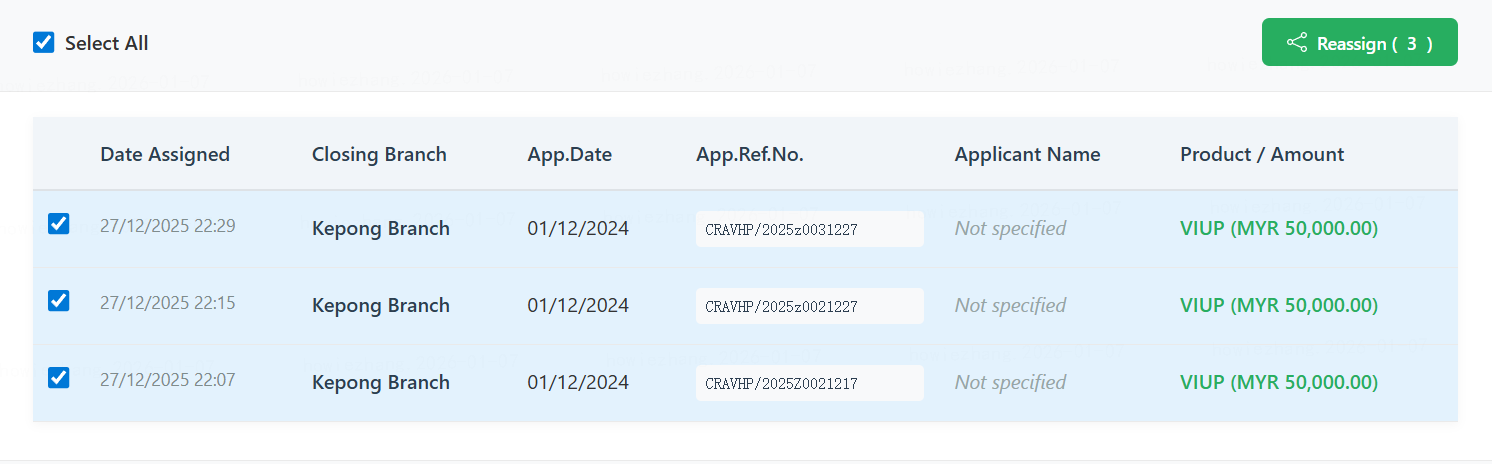 Select All
Reassign ( 3 )
Date Assigned Closing Branch App.Date App.Ref.No. Applicant Name Product / Amount
27/12/2025 22:29 Kepong Branch 01/12/2024 CRAVHP/2025z0031227 Not specified VIUP (MYR 50,000.00)
27/12/2025 22:15 Kepong Branch 01/12/2024 CRAVHP/2025z0021227 Not specified VIUP (MYR 50,000.00)
27/12/2025 22:07 Kepong Branch 01/12/2024 CRAVHP/2025Z0021217 Not specified VIUP (MYR 50,000.00)